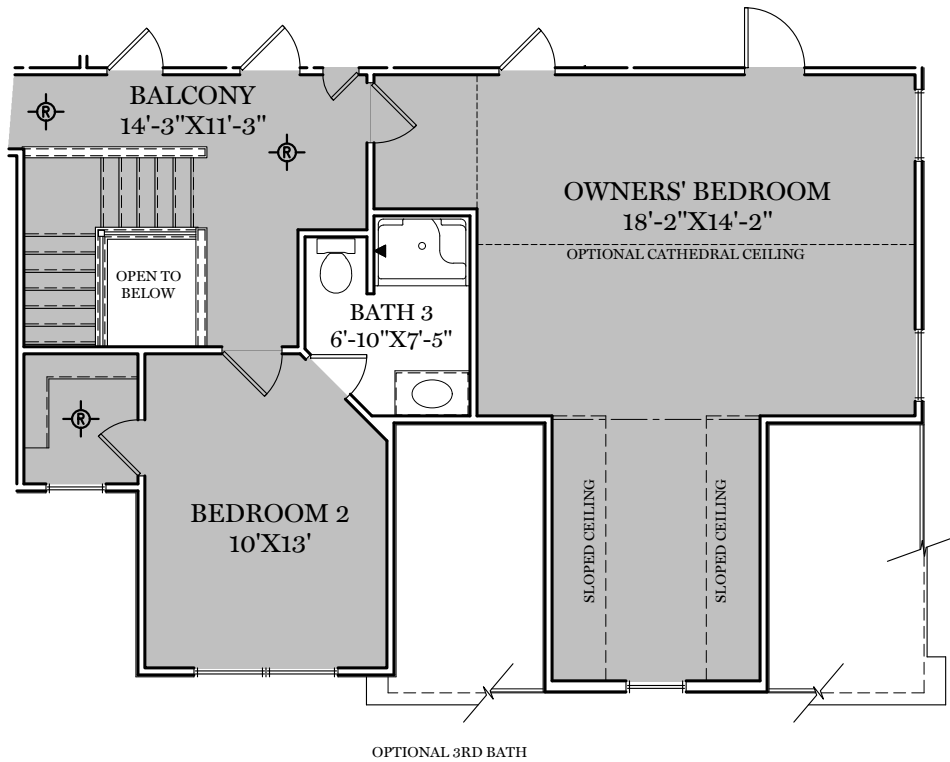 BALCONY
14'-3"X11'-3"
R
R
OWNERS' BEDROOM
18'-2"X14'-2"
OPTIONAL CATHEDRAL CEILING
OPEN TO
BELOW
BATH 3
6'-10"X7'-5"
R
BEDROOM 2
10'X13'
SLOPED CEILING
SLOPED CEILING
OPTIONAL 3RD BATH